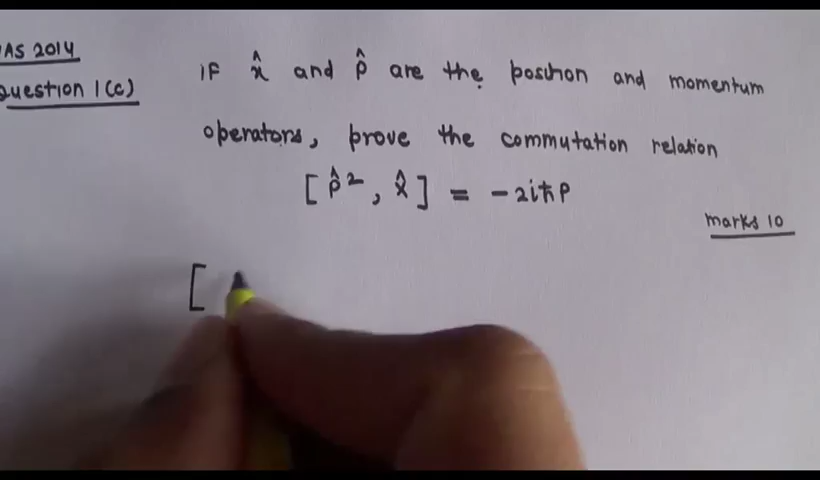 IAS 2014
Question 1(c)
If x̂ and p̂ are the position and momentum
operators, prove the commutation relation
[ p̂², x̂ ] = -2iħp
marks 10
[